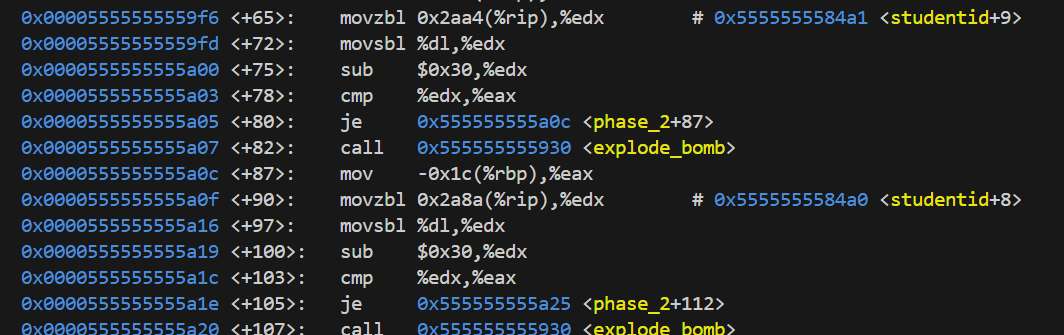 0x00005555555559f6 <+65>: movzbl 0x2aa4(%rip),%edx # 0x5555555584a1 <studentid+9>
0x00005555555559fd <+72>: movsbl %dl,%edx
0x0000555555555a00 <+75>: sub $0x30,%edx
0x0000555555555a03 <+78>: cmp %edx,%eax
0x0000555555555a05 <+80>: je 0x555555555a0c <phase_2+87>
0x0000555555555a07 <+82>: call 0x555555555930 <explode_bomb>
0x0000555555555a0c <+87>: mov -0x1c(%rbp),%eax
0x0000555555555a0f <+90>: movzbl 0x2a8a(%rip),%edx # 0x5555555584a0 <studentid+8>
0x0000555555555a16 <+97>: movsbl %dl,%edx
0x0000555555555a19 <+100>: sub $0x30,%edx
0x0000555555555a1c <+103>: cmp %edx,%eax
0x0000555555555a1e <+105>: je 0x555555555a25 <phase_2+112>
0x0000555555555a20 <+107>: call 0x555555555930 <explode_bomb>